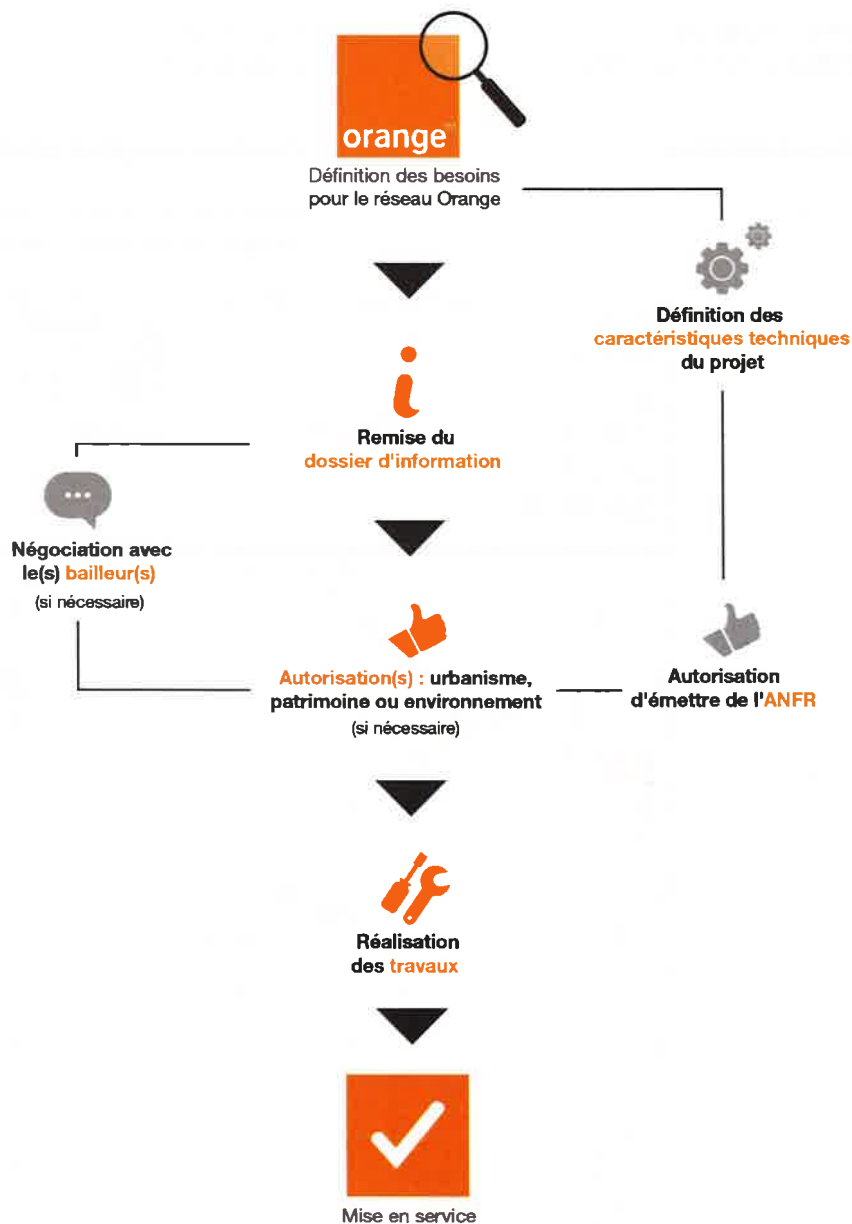 orange
Définition des besoins
pour le réseau Orange
Définition des
caractéristiques techniques
du projet
Remise du
dossier d'information
Négociation avec
le(s) bailleur(s)
(si nécessaire)
Autorisation(s) : urbanisme,
patrimoine ou environnement
(si nécessaire)
Autorisation
d'émettre de l'ANFR
Réalisation
des travaux
Mise en service